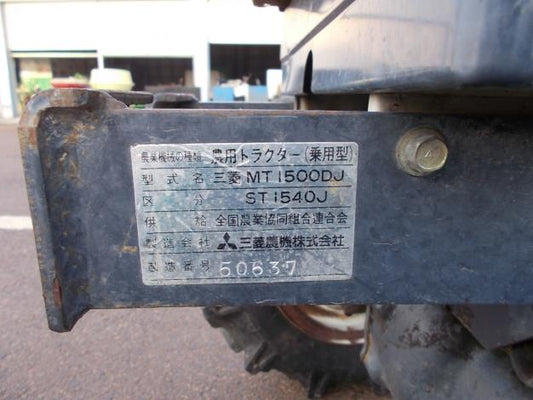 農業機械の種類 農用トラクター(乗用型)
型式名 三菱 MT1500DJ
区分 ST1540J
供給 全国農業協同組合連合会
製造会社 三菱農機株式会社
製造番号 50637